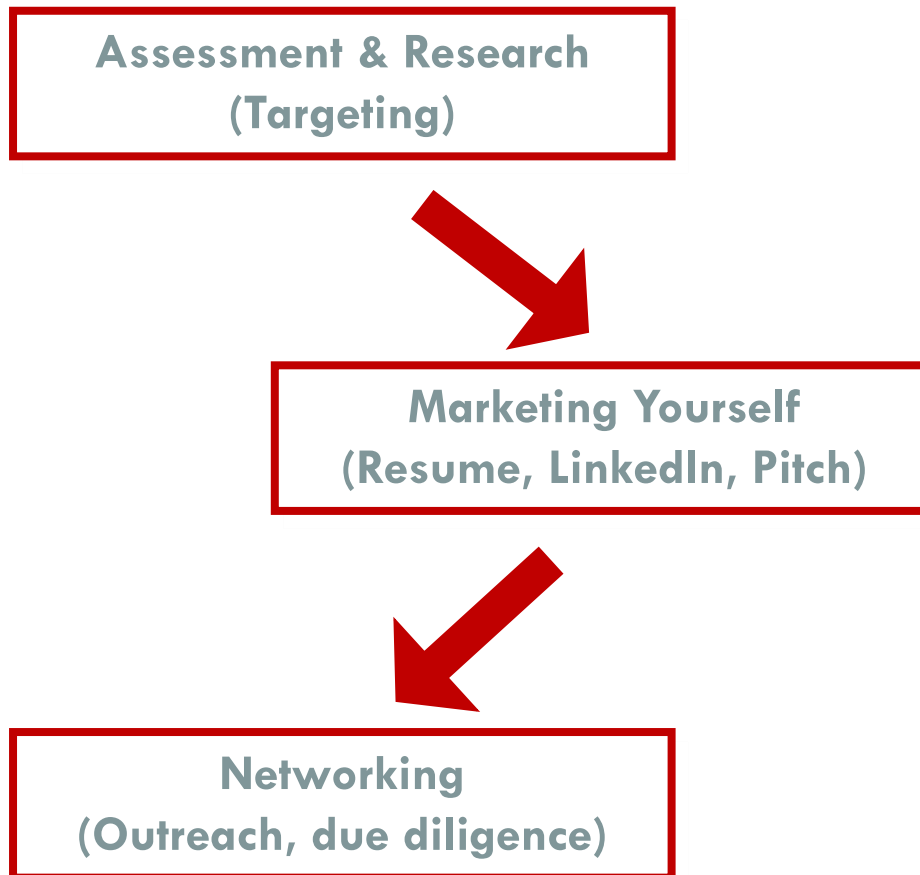 Assessment & Research
(Targeting)
Marketing Yourself
(Resume, LinkedIn, Pitch)
Networking
(Outreach, due diligence)